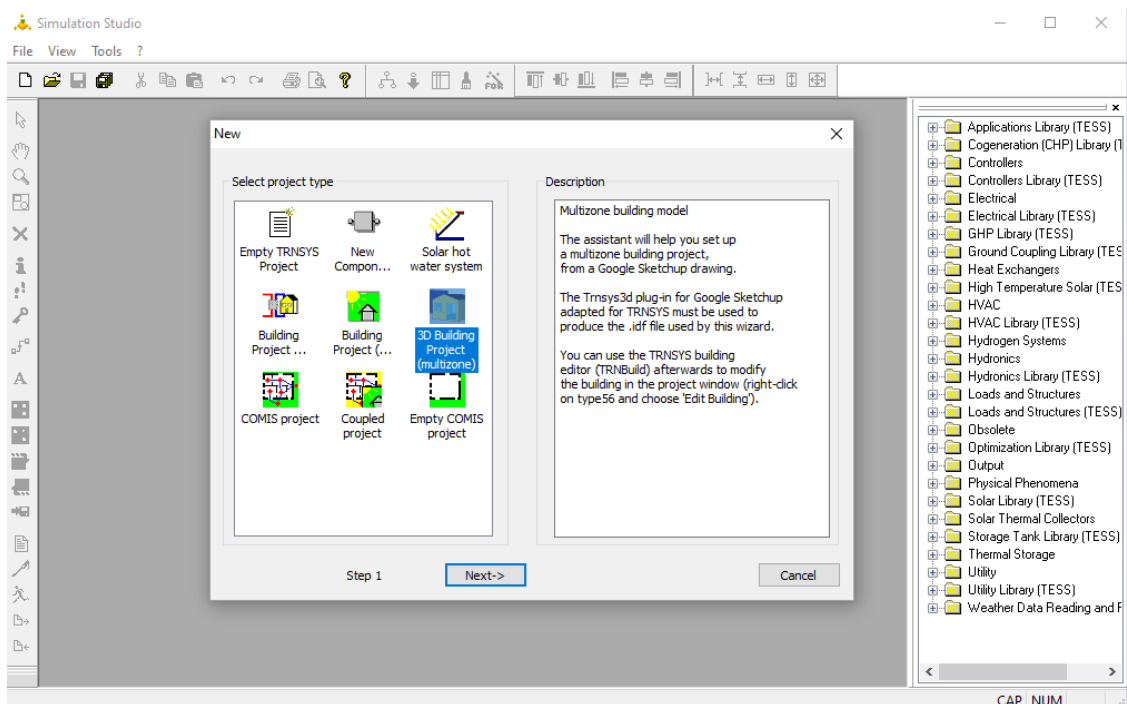 Simulation Studio
File View Tools ?
New
Select project type
Empty TRNSYS
Project
New
Compon...
Solar hot
water system
Building
Project ...
Building
Project (...
3D Building
Project
(multizone)
COMIS project
Coupled
project
Empty COMIS
project
Description
Multizone building model
The assistant will help you set up
a multizone building project,
from a Google Sketchup drawing.
The Trnsys3d plug-in for Google Sketchup
adapted for TRNSYS must be used to
produce the .idf file used by this wizard.
You can use the TRNSYS building
editor (TRNBuild) afterwards to modify
the building in the project window (right-click
on type56 and choose 'Edit Building').
Step 1
Next->
Cancel
Applications Library (TESS)
Cogeneration (CHP) Library (T
Controllers
Controllers Library (TESS)
Electrical
Electrical Library (TESS)
GHP Library (TESS)
Ground Coupling Library (TES
Heat Exchangers
High Temperature Solar (TES
HVAC
HVAC Library (TESS)
Hydrogen Systems
Hydronics
Hydronics Library (TESS)
Loads and Structures
Loads and Structures (TESS)
Obsolete
Optimization Library (TESS)
Output
Physical Phenomena
Solar Library (TESS)
Solar Thermal Collectors
Storage Tank Library (TESS)
Thermal Storage
Utility
Utility Library (TESS)
Weather Data Reading and P
CAP NUM